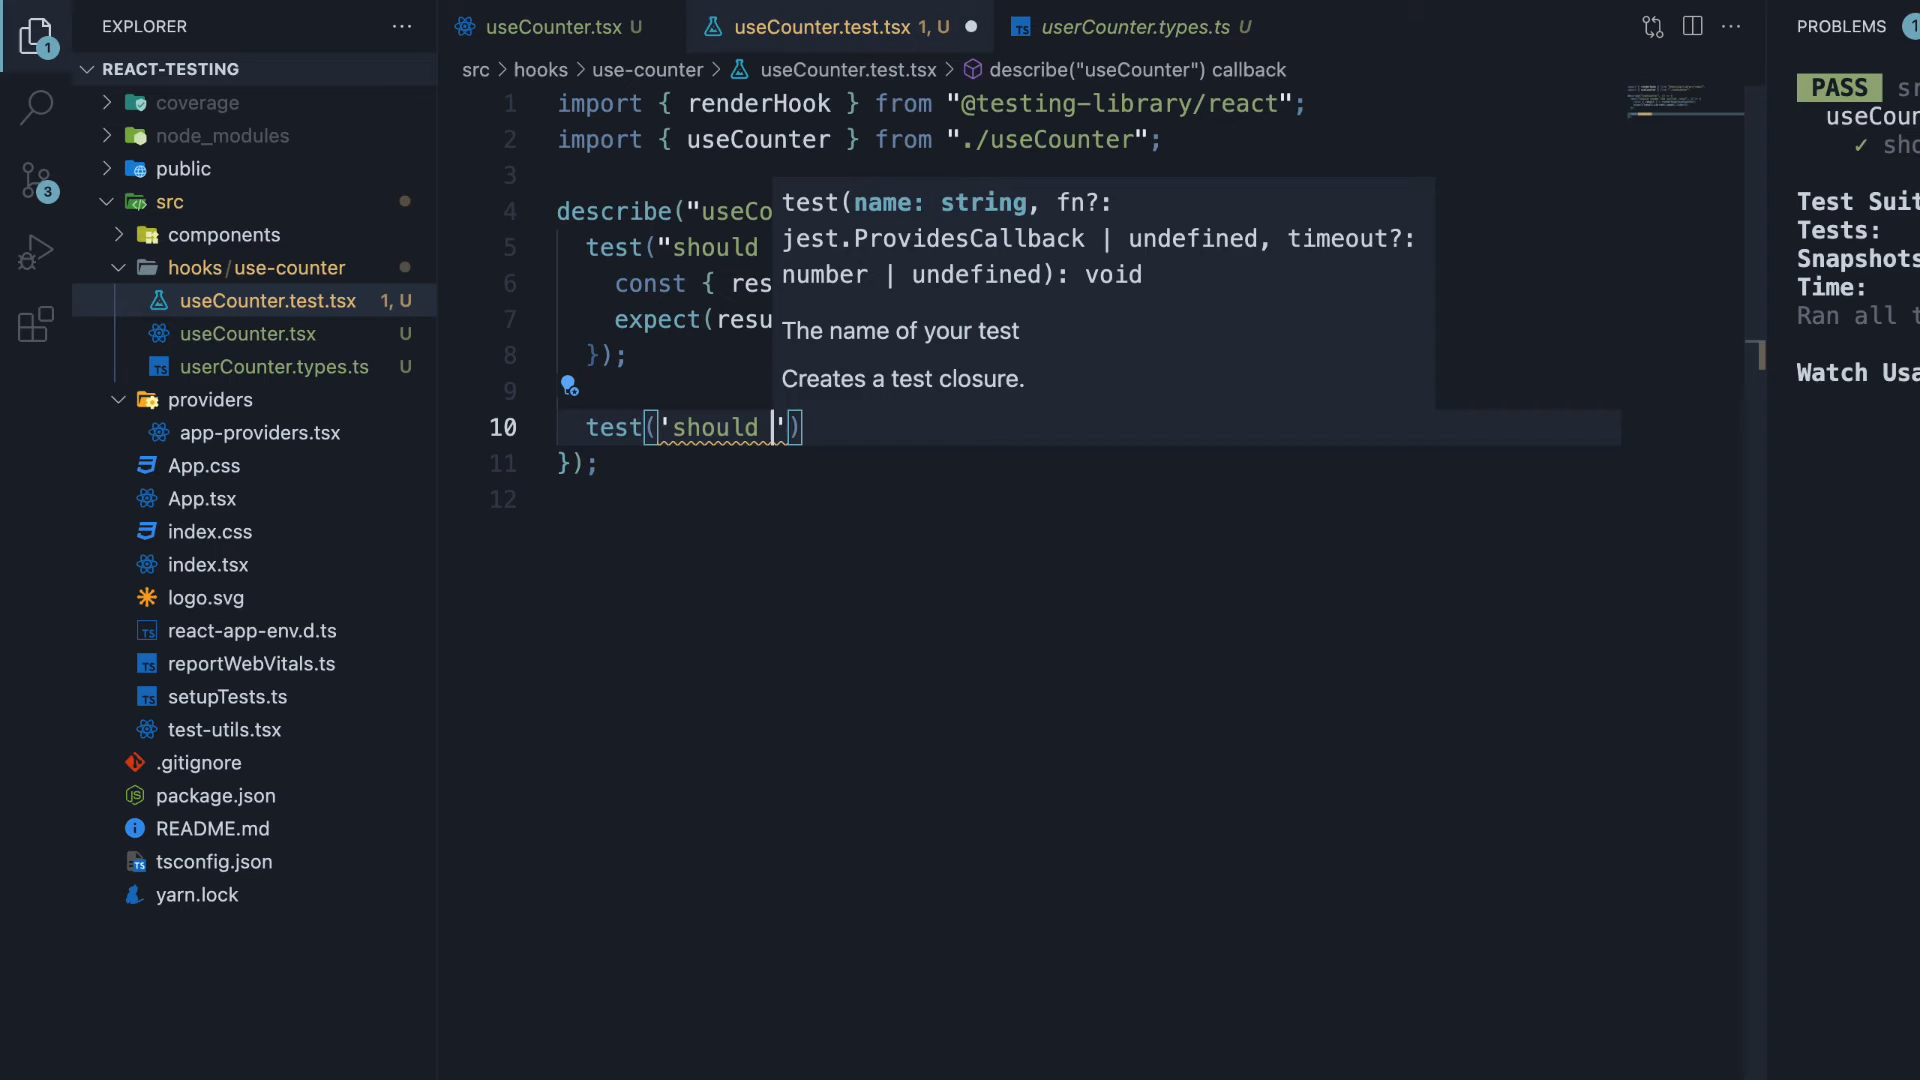 EXPLORER
REACT-TESTING
coverage
node_modules
public
src
components
hooks/use-counter
useCounter.test.tsx 1, U
useCounter.tsx U
userCounter.types.ts U
providers
app-providers.tsx
App.css
App.tsx
index.css
index.tsx
logo.svg
react-app-env.d.ts
reportWebVitals.ts
setupTests.ts
test-utils.tsx
.gitignore
package.json
README.md
tsconfig.json
yarn.lock
1
3
useCounter.tsx U
useCounter.test.tsx 1, U
userCounter.types.ts U
src > hooks > use-counter > useCounter.test.tsx > describe("useCounter") callback
1 import { renderHook } from "@testing-library/react";
2 import { useCounter } from "./useCounter";
3
4 describe("useCo
5 test("should
6 const { res
7 expect(resu
8 });
9
10 test('should ')
11 });
12
test(name: string, fn?:
jest.ProvidesCallback | undefined, timeout?:
number | undefined): void
The name of your test
Creates a test closure.
PROBLEMS 1
PASS sr
useCour
✓ sho
Test Suit
Tests:
Snapshots
Time:
Ran all t
Watch Usa